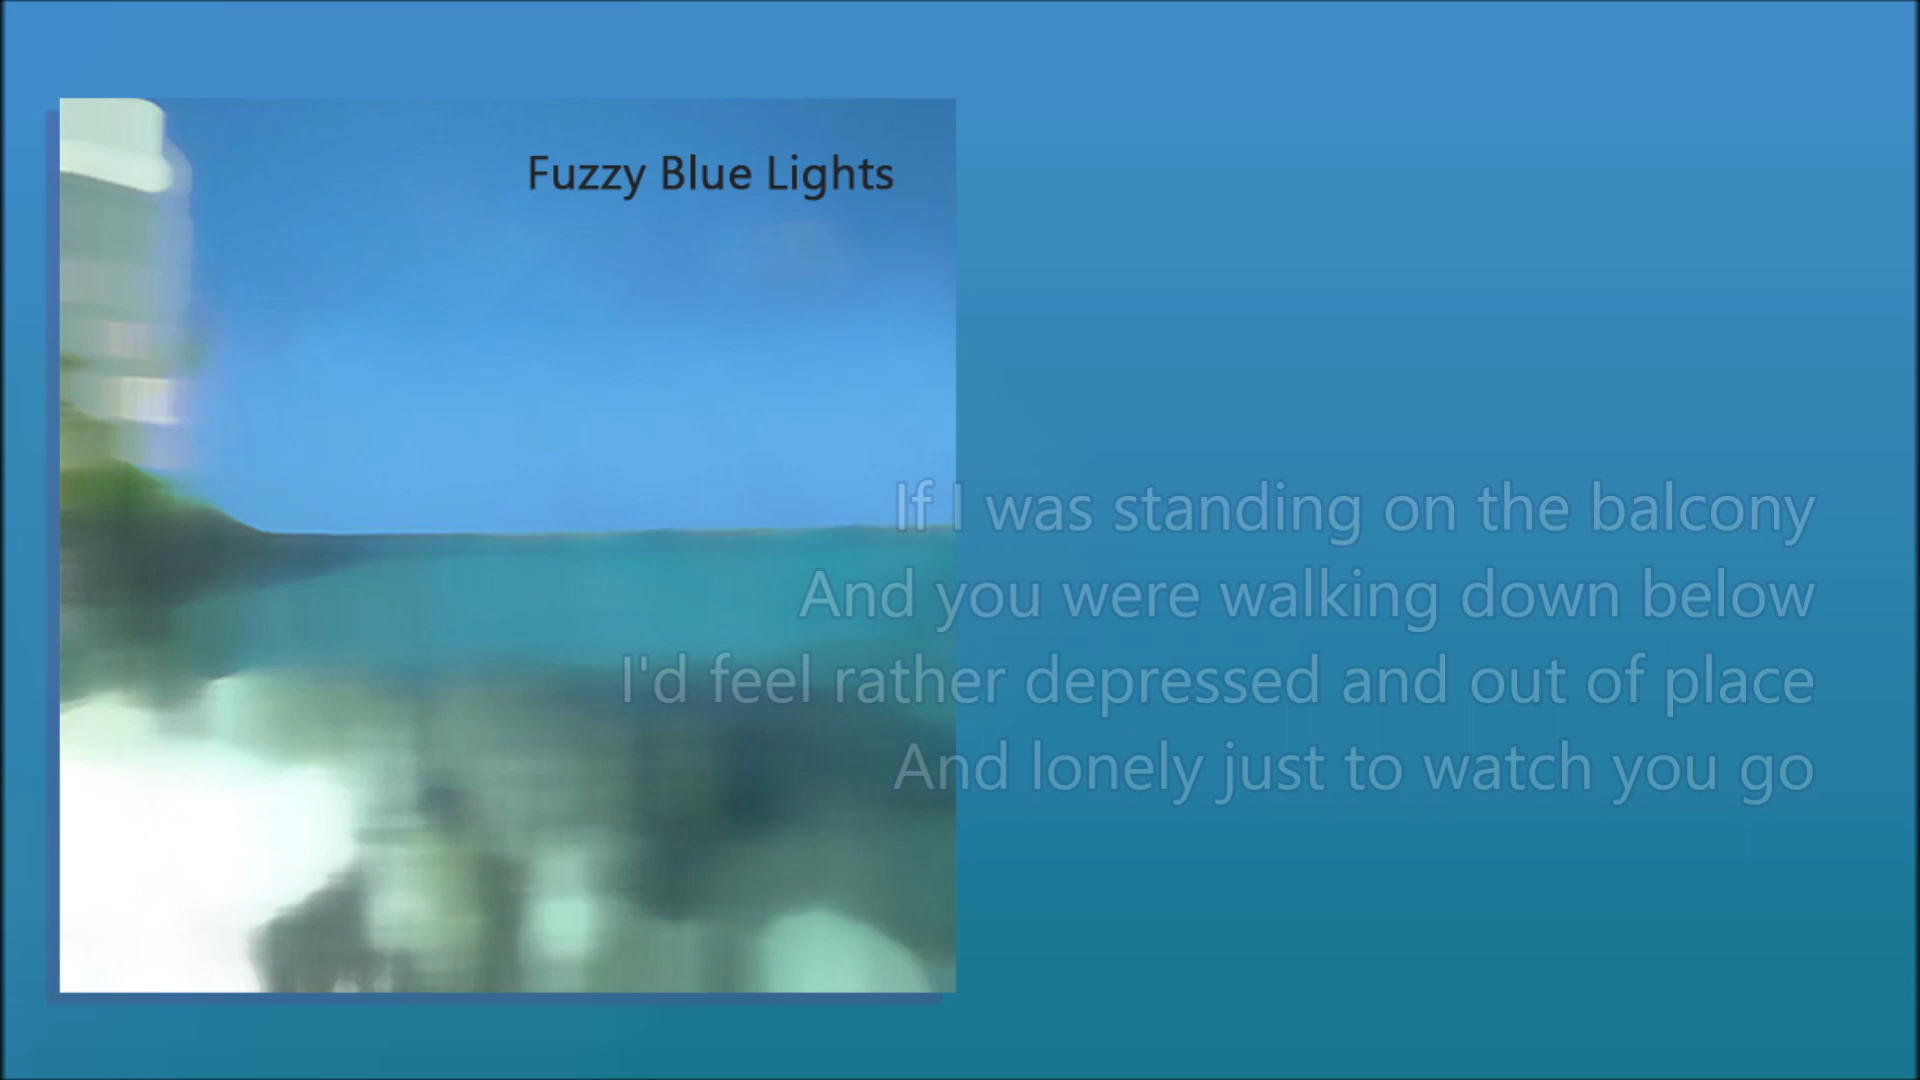 Fuzzy Blue Lights
If I was standing on the balcony
And you were walking down below
I'd feel rather depressed and out of place
And lonely just to watch you go